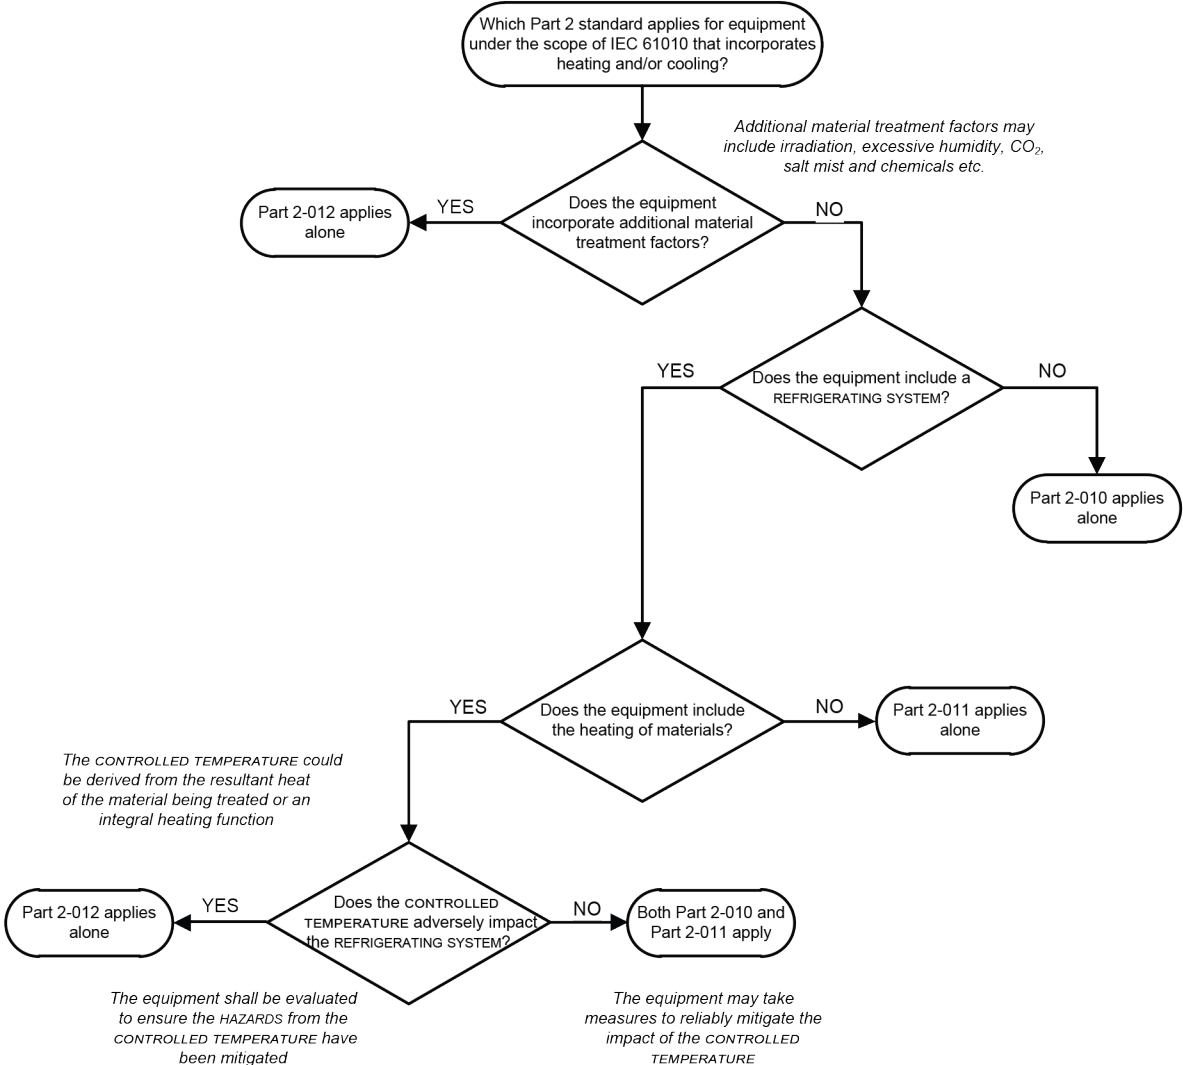 Which Part 2 standard applies for equipment
under the scope of IEC 61010 that incorporates
heating and/or cooling?
Additional material treatment factors may
include irradiation, excessive humidity, CO₂,
salt mist and chemicals etc.
Does the equipment
incorporate additional material
treatment factors?
YES
NO
Part 2-012 applies
alone
Does the equipment include a
REFRIGERATING SYSTEM?
YES
NO
Part 2-010 applies
alone
Does the equipment include
the heating of materials?
YES
NO
Part 2-011 applies
alone
The CONTROLLED TEMPERATURE could
be derived from the resultant heat
of the material being treated or an
integral heating function
Does the CONTROLLED
TEMPERATURE adversely impact
the REFRIGERATING SYSTEM?
YES
NO
Part 2-012 applies
alone
Both Part 2-010 and
Part 2-011 apply
The equipment shall be evaluated
to ensure the HAZARDS from the
CONTROLLED TEMPERATURE have
been mitigated
The equipment may take
measures to reliably mitigate the
impact of the CONTROLLED
TEMPERATURE